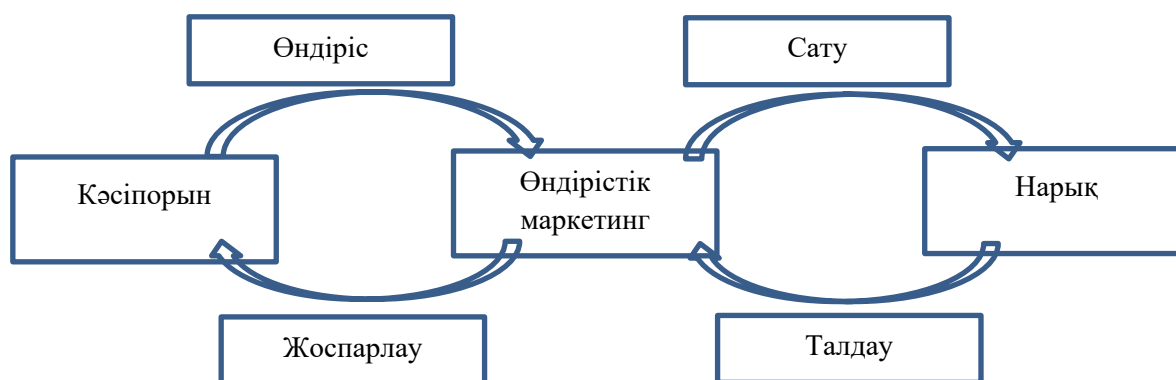 Өндіріс
Сату
Кәсіпорын
Өндірістік
маркетинг
Нарық
Жоспарлау
Талдау